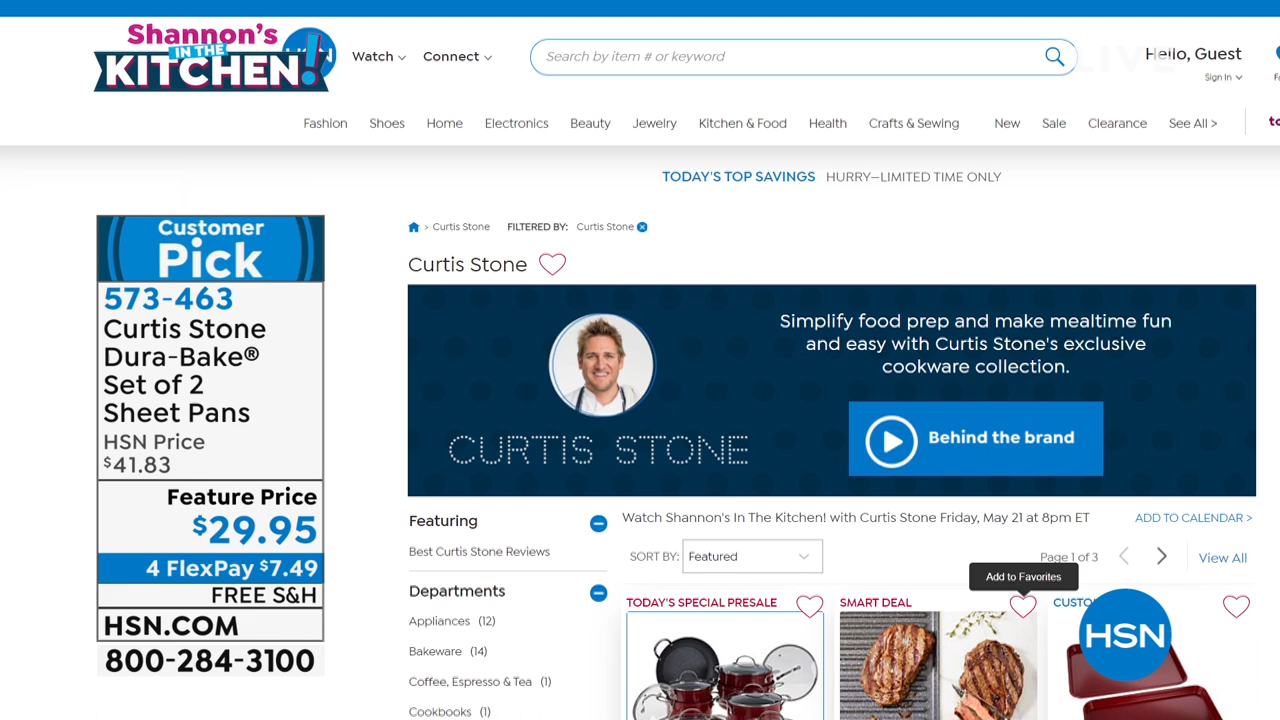 Shannon's
IN THE
KITCHEN!
Watch
Connect
Search by item # or keyword
LIVE
Hello, Guest
Sign In
Fashion
Shoes
Home
Electronics
Beauty
Jewelry
Kitchen & Food
Health
Crafts & Sewing
New
Sale
Clearance
See All >
TODAY'S TOP SAVINGS HURRY—LIMITED TIME ONLY
Customer
Pick
573-463
Curtis Stone
Dura-Bake®
Set of 2
Sheet Pans
HSN Price
$41.83
Feature Price
$29.95
4 FlexPay $7.49
FREE S&H
HSN.COM
800-284-3100
> Curtis Stone FILTERED BY: Curtis Stone
Curtis Stone
Simplify food prep and make mealtime fun
and easy with Curtis Stone's exclusive
cookware collection.
CURTIS STONE
Behind the brand
Featuring
Best Curtis Stone Reviews
Departments
Appliances (12)
Bakeware (14)
Coffee, Espresso & Tea (1)
Cookbooks (1)
Watch Shannon's In The Kitchen! with Curtis Stone Friday, May 21 at 8pm ET
ADD TO CALENDAR >
SORT BY: Featured
Page 1 of 3
View All
Add to Favorites
TODAY'S SPECIAL PRESALE
SMART DEAL
HSN